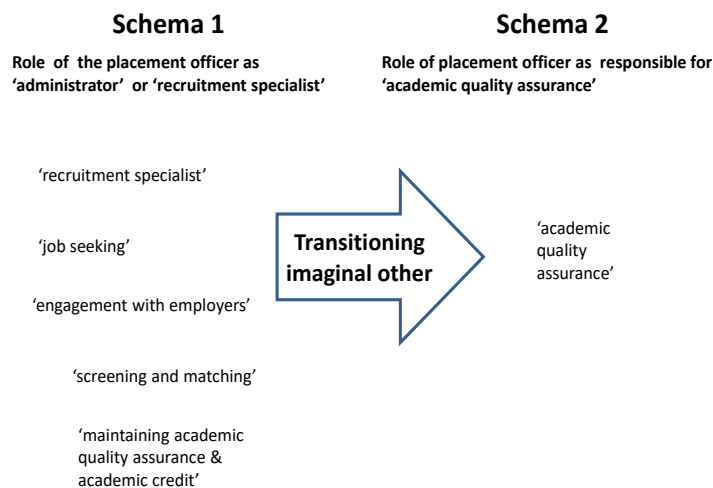 Schema 1
Role of the placement officer as
‘administrator’ or ‘recruitment specialist’
‘recruitment specialist’
‘job seeking’
‘engagement with employers’
‘screening and matching’
‘maintaining academic
quality assurance &
academic credit’
Transitioning
imaginal other
Schema 2
Role of placement officer as responsible for
‘academic quality assurance’
‘academic
quality
assurance’